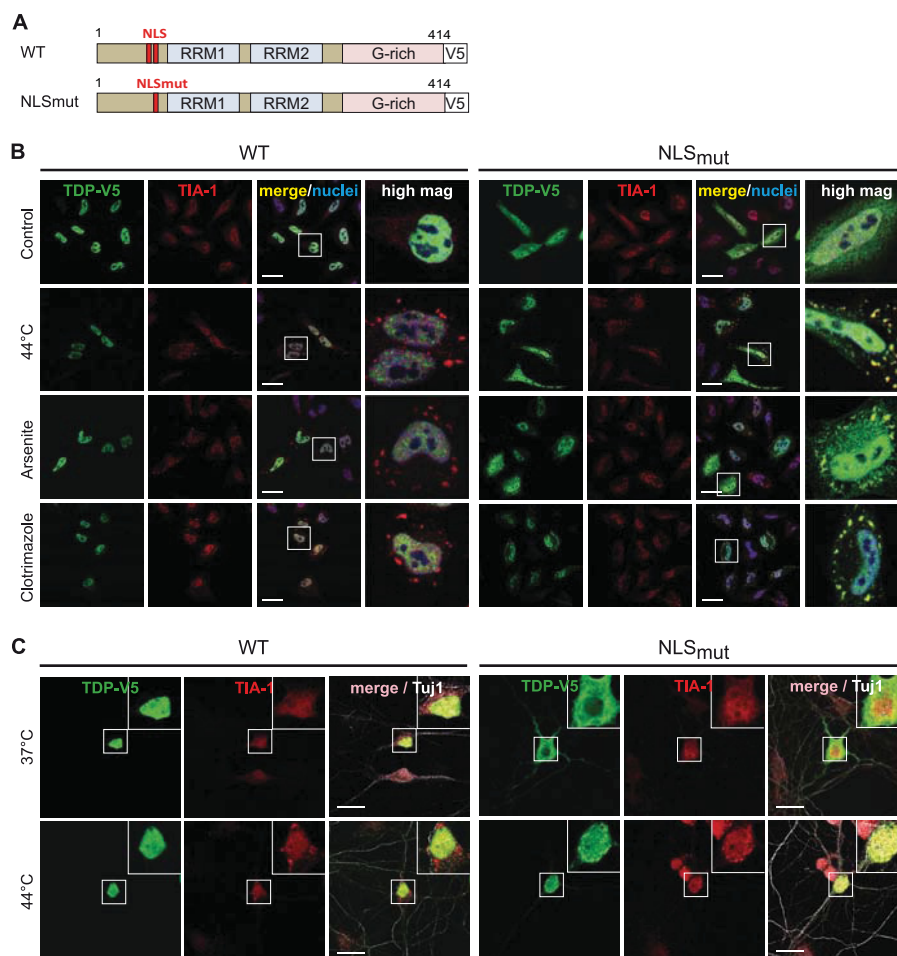 A
1 NLS 414
WT RRM1 RRM2 G-rich V5
1 NLSmut 414
NLSmut RRM1 RRM2 G-rich V5
B
WT NLSmut
TDP-V5 TIA-1 merge/nuclei high mag TDP-V5 TIA-1 merge/nuclei high mag
Control
44°C
Arsenite
Clotrimazole
C
WT NLSmut
TDP-V5 TIA-1 merge / Tuj1 TDP-V5 TIA-1 merge / Tuj1
37°C
44°C